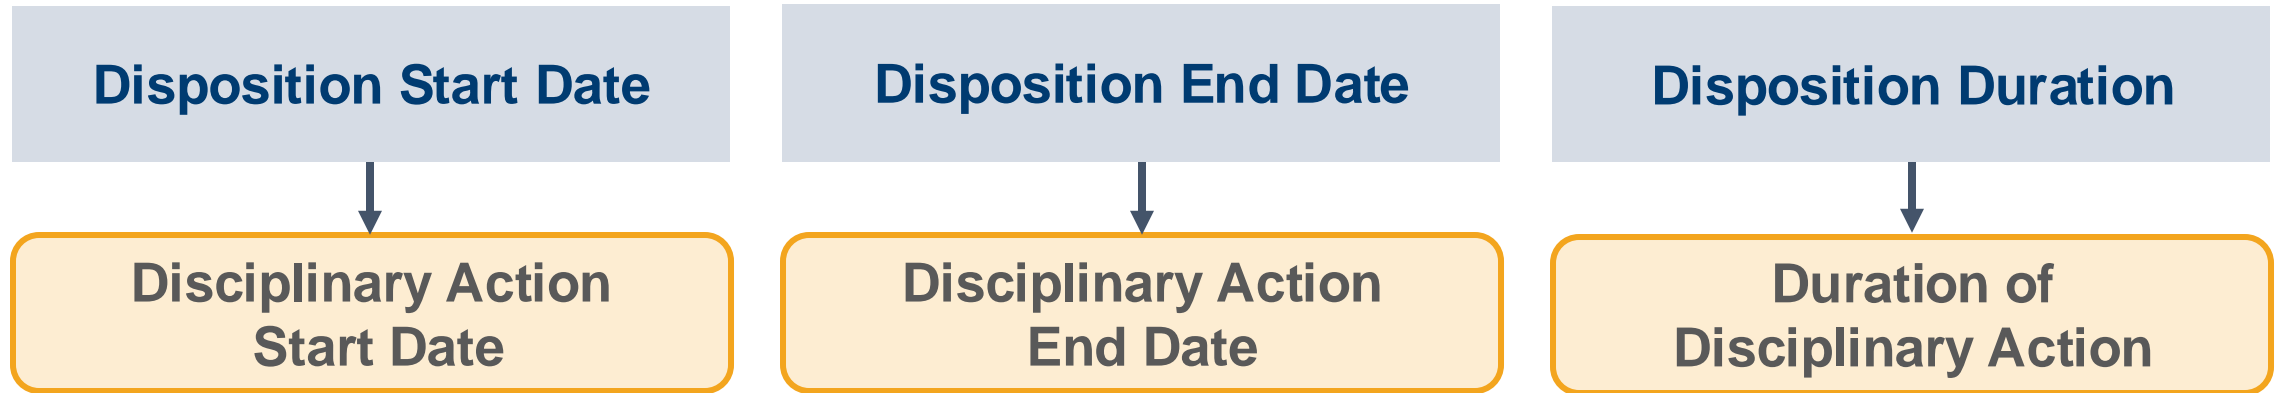 Disposition Start Date
Disposition End Date
Disposition Duration
Disciplinary Action
Start Date
Disciplinary Action
End Date
Duration of
Disciplinary Action